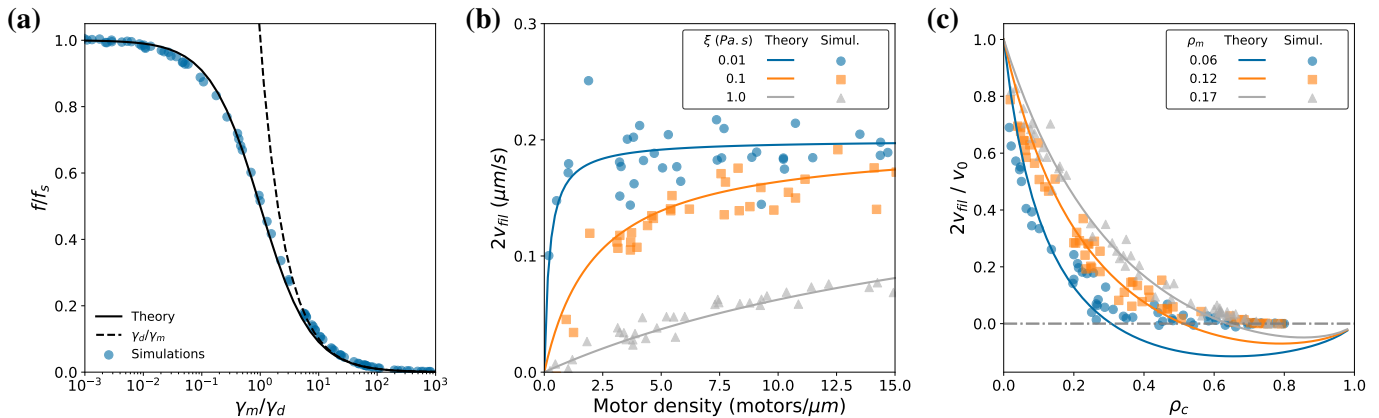 (a)
f/f_s
1.0
0.8
0.6
0.4
0.2
0.0
Theory
γ_d/γ_m
Simulations
10^−3 10^−2 10^−1 10^0 10^1 10^2 10^3
γ_m/γ_d
(b)
2v_fil (μm/s)
0.3
0.2
0.1
0.0
ξ (Pa.s) Theory Simul.
0.01
0.1
1.0
0.0 2.5 5.0 7.5 10.0 12.5 15.0
Motor density (motors/μm)
(c)
2v_fil / v_0
1.0
0.8
0.6
0.4
0.2
0.0
ρ_m Theory Simul.
0.06
0.12
0.17
0.0 0.2 0.4 0.6 0.8 1.0
ρ_c